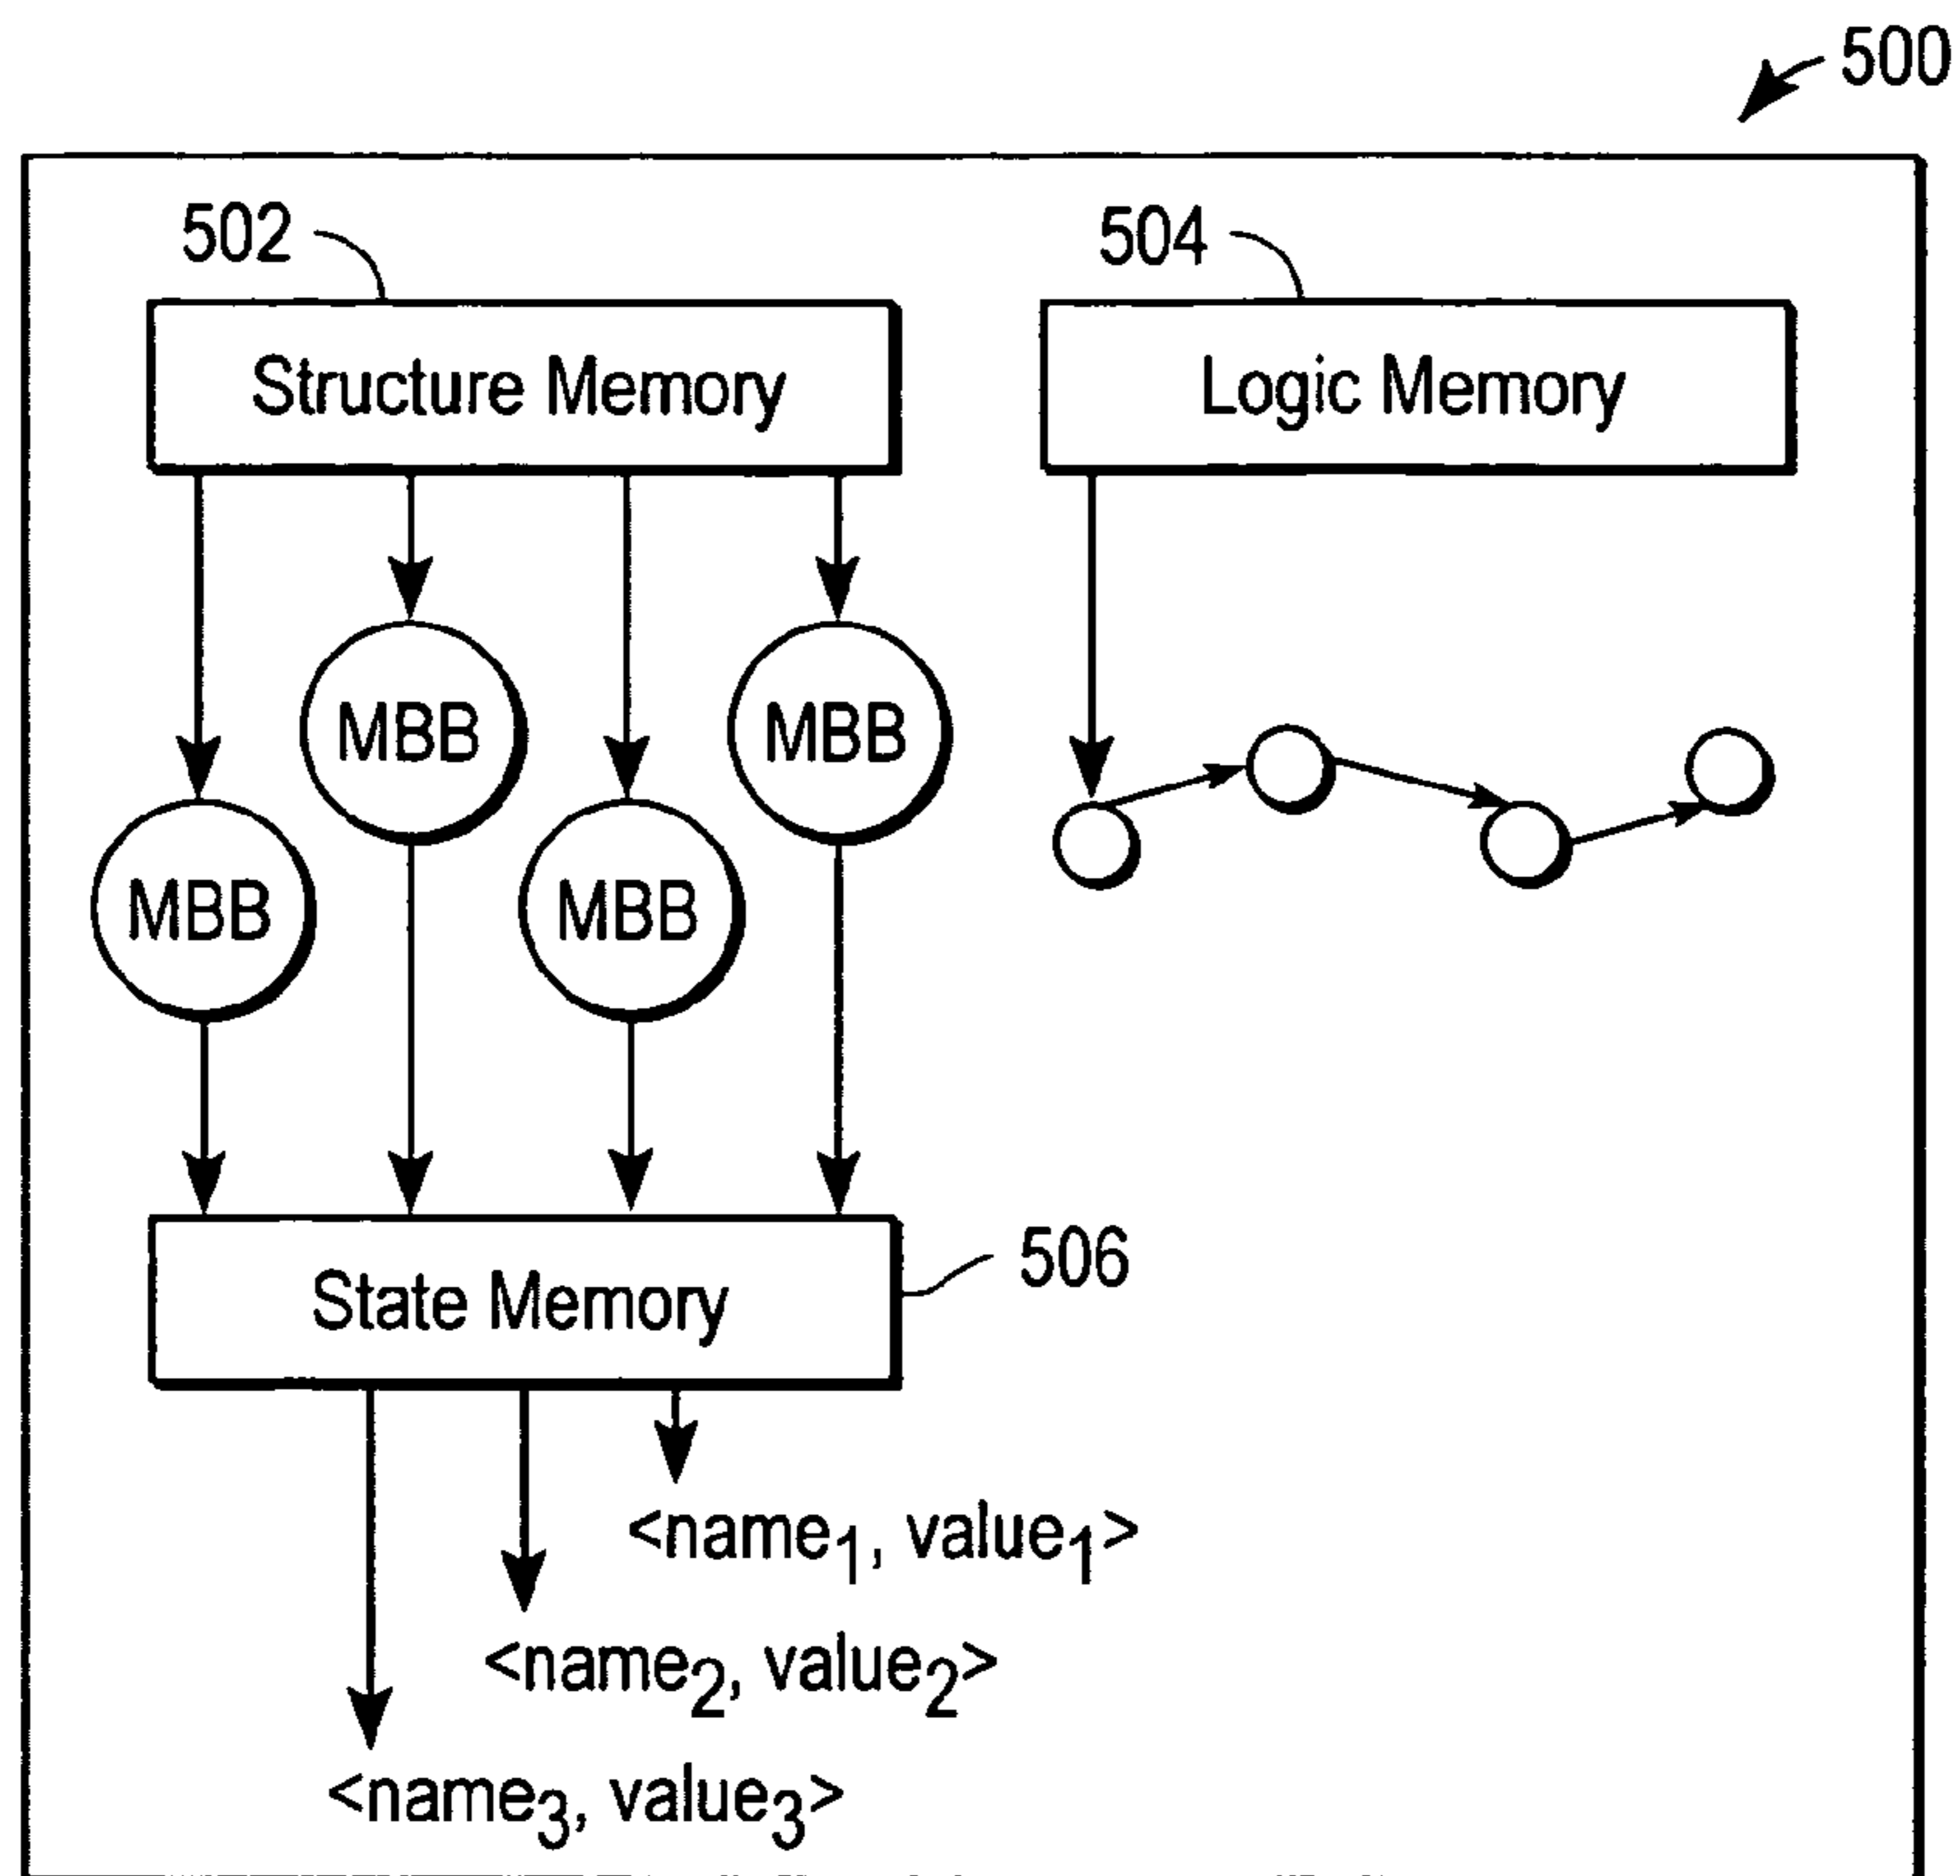 500
502
504
Structure Memory
Logic Memory
MBB
MBB
MBB
MBB
506
State Memory
<name1, value1>
<name2, value2>
<name3, value3>